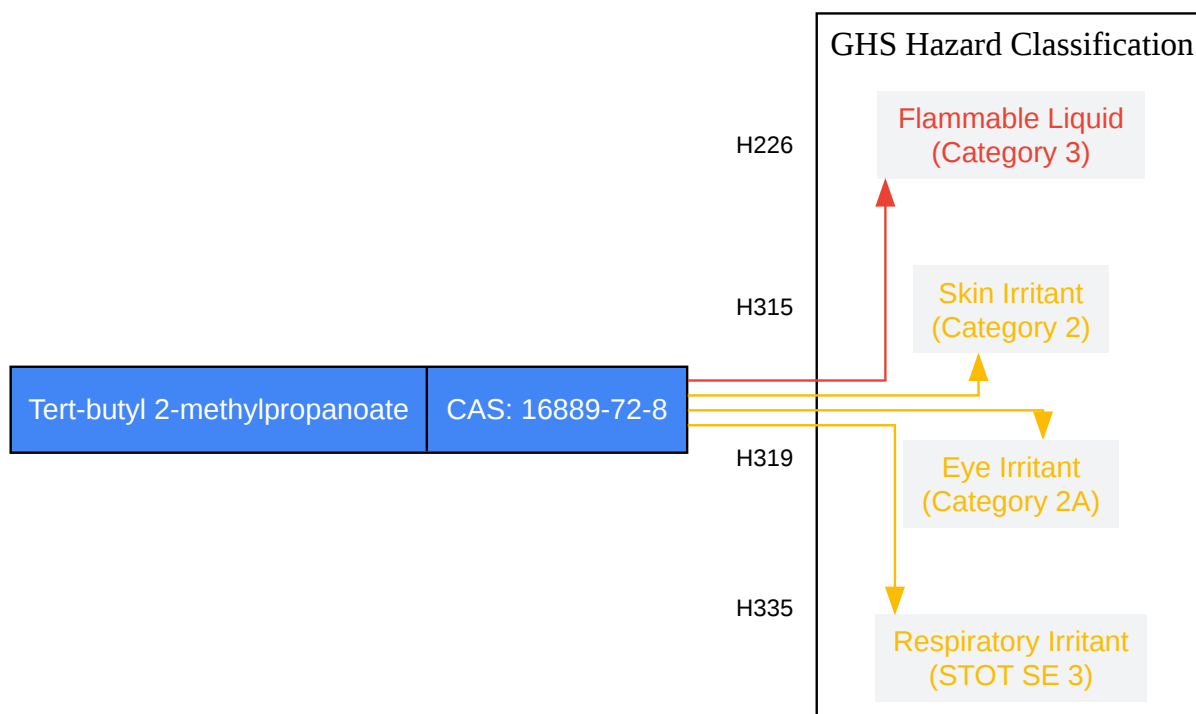 GHS Hazard Classification
H226
Flammable Liquid
(Category 3)
H315
Skin Irritant
(Category 2)
Tert-butyl 2-methylpropanoate
CAS: 16889-72-8
H319
Eye Irritant
(Category 2A)
H335
Respiratory Irritant
(STOT SE 3)